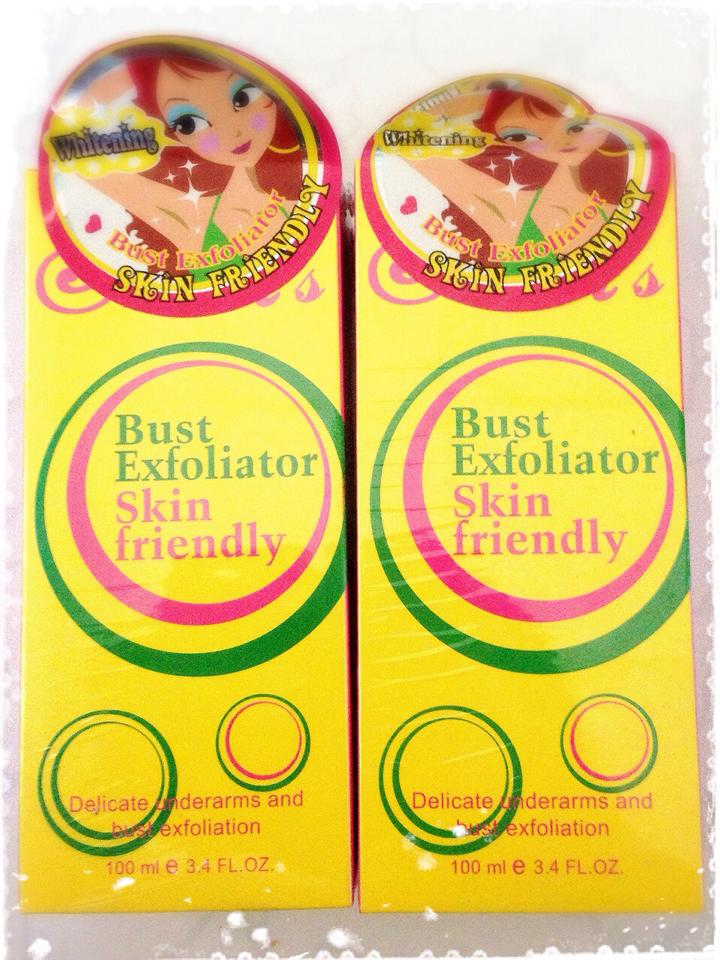 Whitening
Bust Exfoliator
SKIN FRIENDLY
Bust
Exfoliator
Skin
friendly
Delicate underarms and
bust exfoliation
100 ml e 3.4 FL.OZ.
Whitening
Bust Exfoliator
SKIN FRIENDLY
Bust
Exfoliator
Skin
friendly
Delicate underarms and
bust exfoliation
100 ml e 3.4 FL.OZ.